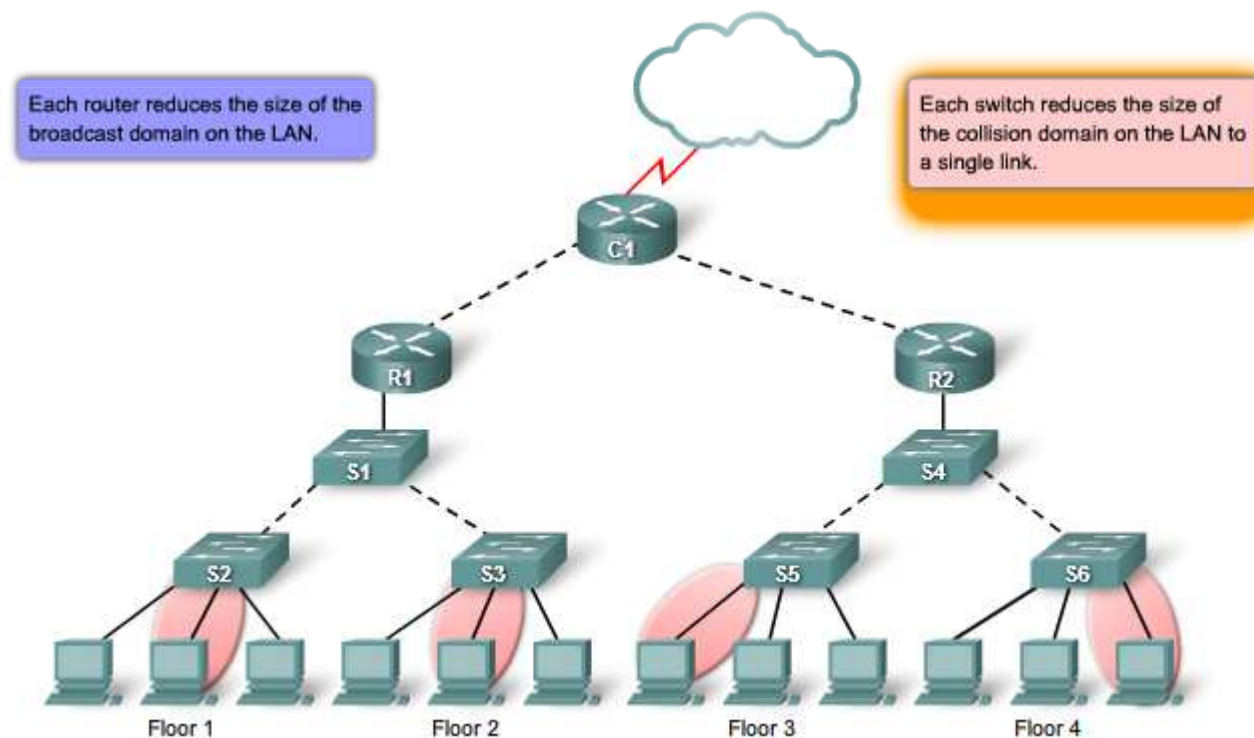 Each router reduces the size of the
broadcast domain on the LAN.
Each switch reduces the size of
the collision domain on the LAN to
a single link.
C1
R1
R2
S1
S4
S2
S3
S5
S6
Floor 1
Floor 2
Floor 3
Floor 4